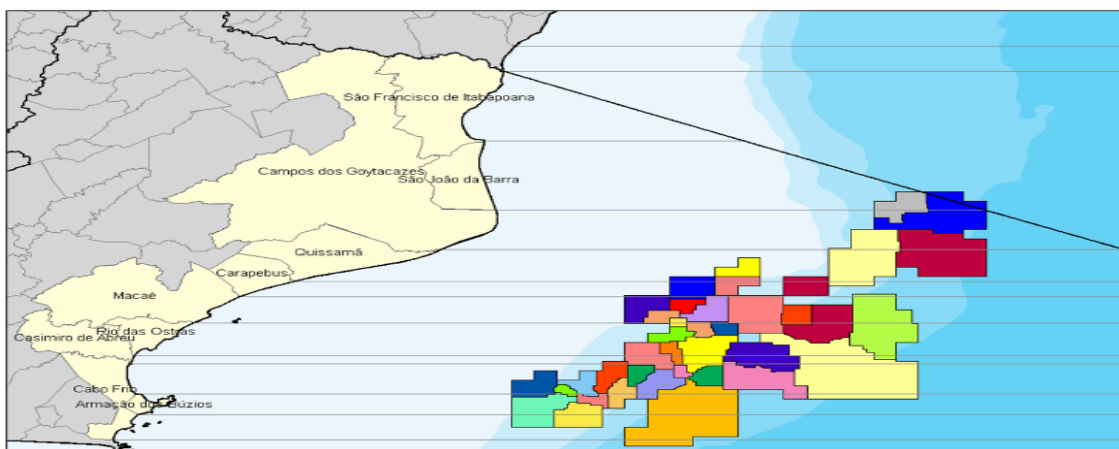 São Francisco de Itabapoana
Campos dos Goytacazes
São João da Barra
Quissamã
Carapebus
Macaé
Rio das Ostras
Casimiro de Abreu
Cabo Frio
Armação dos Búzios